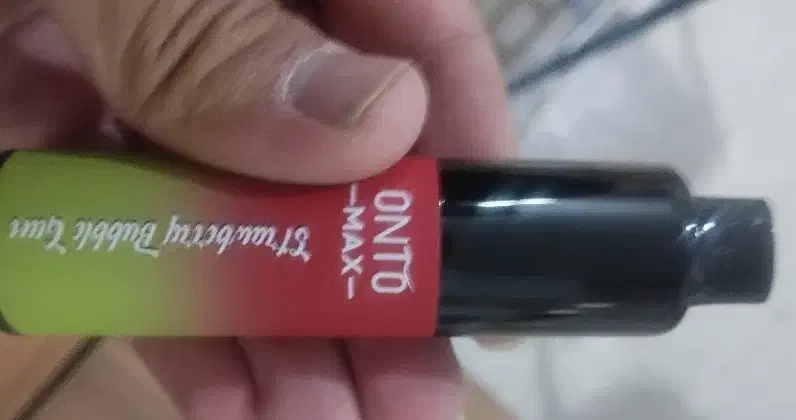 ONTO
–MAX–
Strawberry Bubble Gum